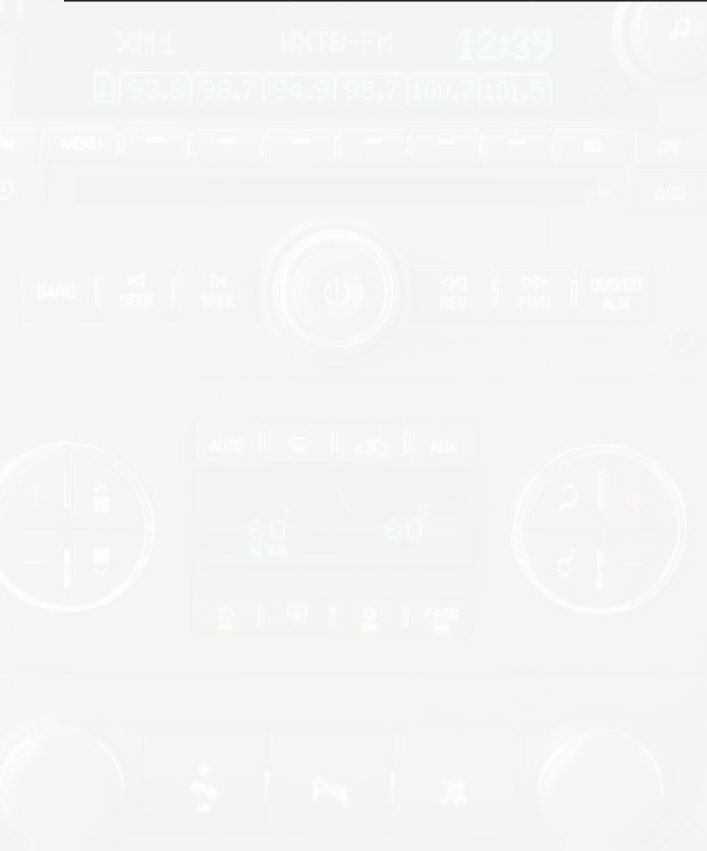 XM1 WXTB-FM 12:39
1 93.3 98.7 94.9 95.7 100.7 101.5
MENU EQ CAT
BAND SEEK SEEK REV FWD DVD/CD AUX
AUTO AUX
60° 60°
PASS